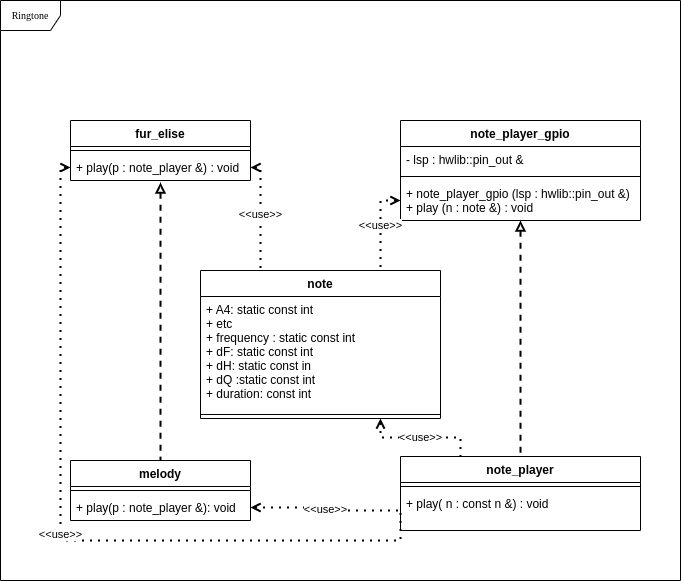 Ringtone
fur_elise
+ play(p : note_player &) : void
note_player_gpio
- lsp : hwlib::pin_out &
+ note_player_gpio (lsp : hwlib::pin_out &)
+ play (n : note &) : void
<<use>>
<<use>>
note
+ A4: static const int
+ etc
+ frequency : static const int
+ dF: static const int
+ dH: static const in
+ dQ :static const int
+ duration: const int
<<use>>
melody
+ play(p : note_player &): void
note_player
+ play( n : const n &) : void
<<use>>
<<use>>